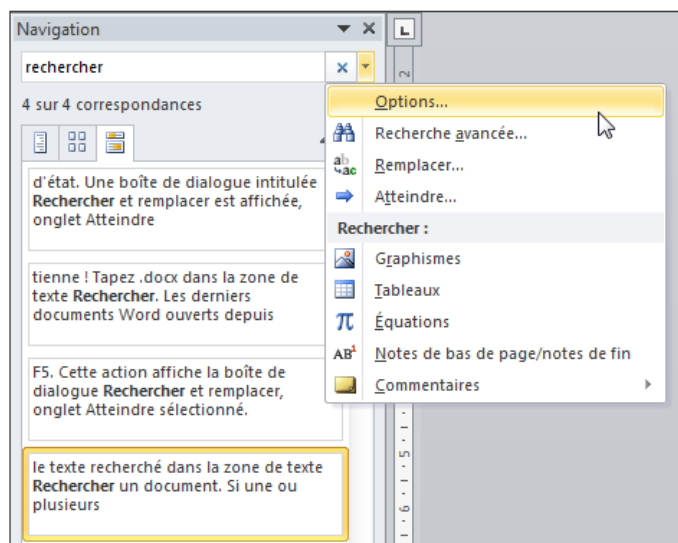 Navigation
L
rechercher
2
4 sur 4 correspondances
Options...
Recherche avancée...
Remplacer...
Atteindre...
Rechercher :
Graphismes
Tableaux
Équations
AB¹ Notes de bas de page/notes de fin
Commentaires
d'état. Une boîte de dialogue intitulée
Rechercher et remplacer est affichée,
onglet Atteindre
tienne ! Tapez .docx dans la zone de
texte Rechercher. Les derniers
documents Word ouverts depuis
F5. Cette action affiche la boîte de
dialogue Rechercher et remplacer,
onglet Atteindre sélectionné.
le texte recherché dans la zone de texte
Rechercher un document. Si une ou
plusieurs
5
6